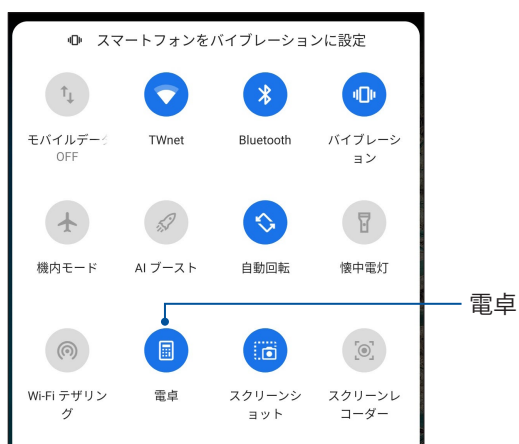 スマートフォンをバイブレーションに設定
モバイルデータ
OFF
TWnet
Bluetooth
バイブレーシ
ョン
機内モード
AI ブースト
自動回転
懐中電灯
電卓
Wi-Fi テザリン
グ
電卓
スクリーンシ
ョット
スクリーンレ
コーダー